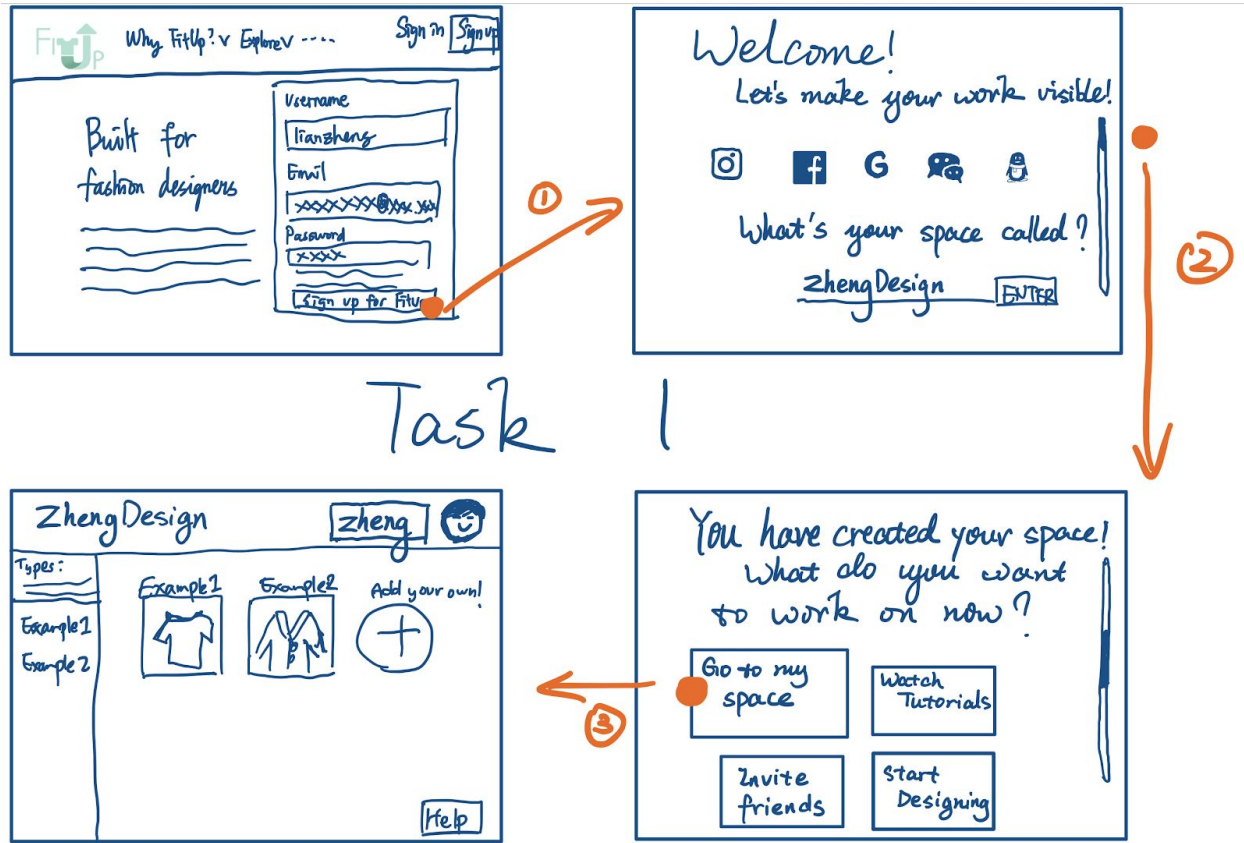 FitUp
Why FitUp?∨ Explore∨ ....
Sign in
Sign up
Built for
fashion designers
Username
lianzheng
Email
xxxxxxx@xx.xx
Password
xxxx
Sign up for FitUp
①
Welcome!
Let's make your work visible!
f
G
What's your space called?
ZhengDesign
ENTER
②
Task 1
You have created your space!
What do you want
to work on now?
Go to my
space
Watch
Tutorials
Invite
friends
Start
Designing
③
ZhengDesign
zheng
Types:
Example1
Example2
Example1
Example2
Add your own!
+
Help